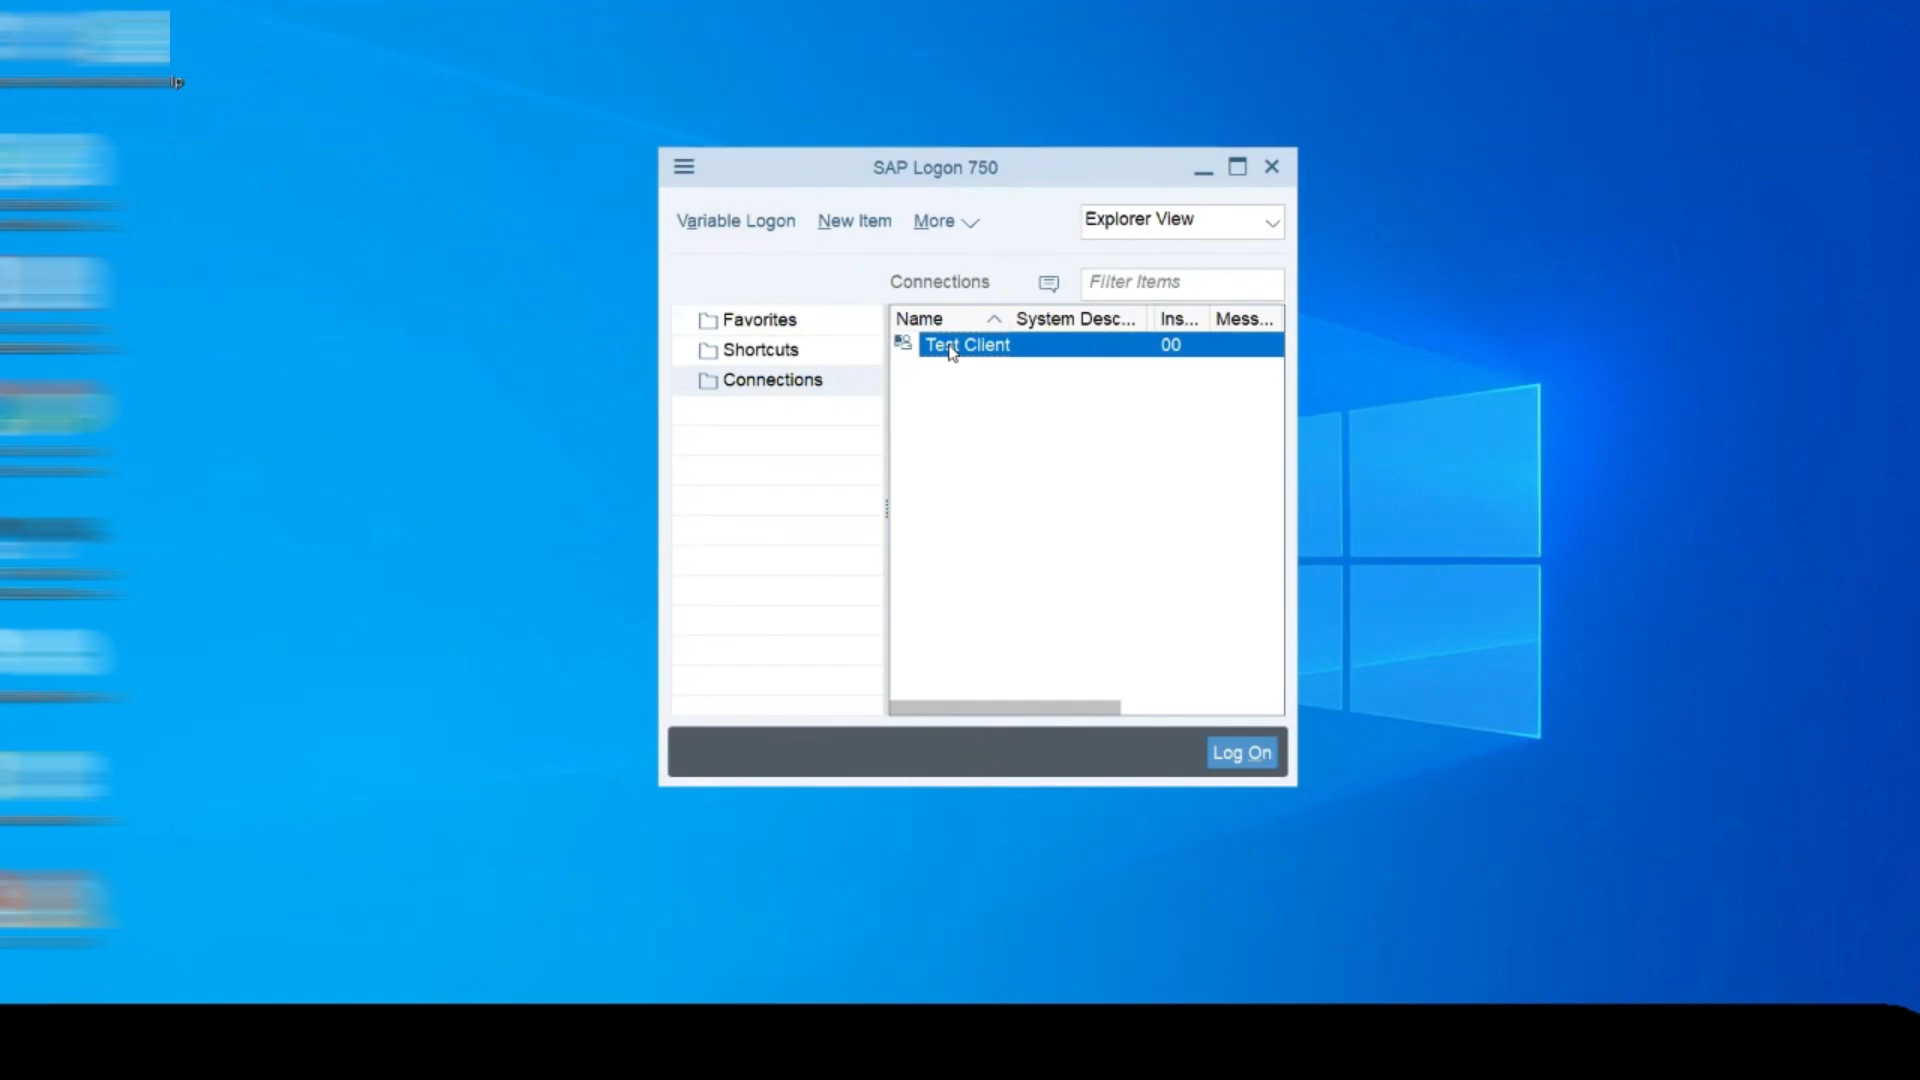 SAP Logon 750
Variable Logon New Item More Explorer View
Connections Filter Items
Favorites
Shortcuts
Connections
Name System Desc... Ins... Mess...
Test Client 00
Log On